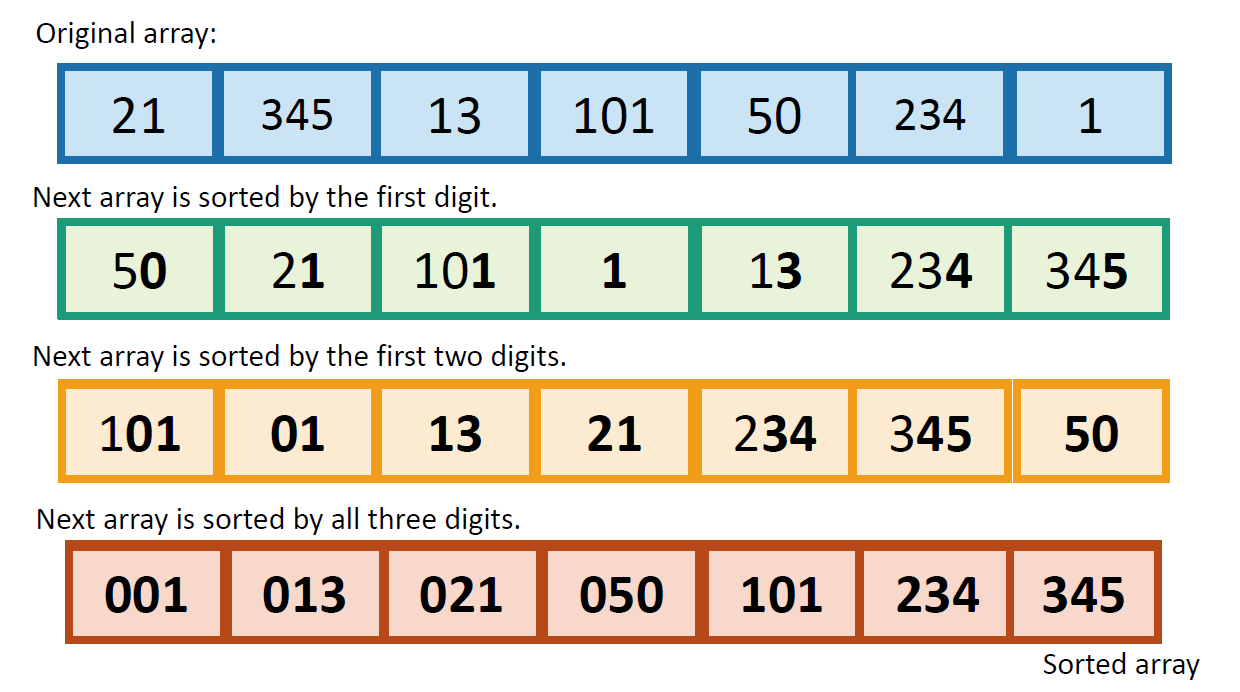 Original array:
21 345 13 101 50 234 1
Next array is sorted by the first digit.
50 21 101 1 13 234 345
Next array is sorted by the first two digits.
101 01 13 21 234 345 50
Next array is sorted by all three digits.
001 013 021 050 101 234 345
Sorted array